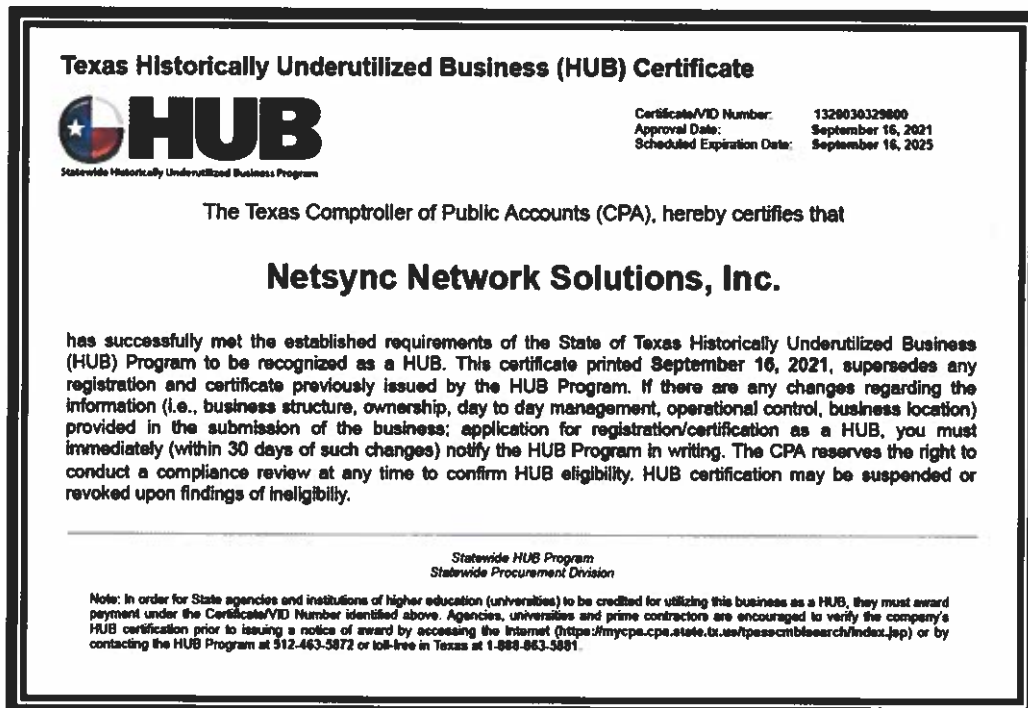 Texas Historically Underutilized Business (HUB) Certificate
HUB
Statewide Historically Underutilized Business Program
Certificate/VID Number: 1320030329800
Approval Date: September 16, 2021
Scheduled Expiration Date: September 16, 2025
The Texas Comptroller of Public Accounts (CPA), hereby certifies that
Netsync Network Solutions, Inc.
has successfully met the established requirements of the State of Texas Historically Underutilized Business
(HUB) Program to be recognized as a HUB. This certificate printed September 16, 2021, supersedes any
registration and certificate previously issued by the HUB Program. If there are any changes regarding the
information (i.e., business structure, ownership, day to day management, operational control, business location)
provided in the submission of the business; application for registration/certification as a HUB, you must
immediately (within 30 days of such changes) notify the HUB Program in writing. The CPA reserves the right to
conduct a compliance review at any time to confirm HUB eligibility. HUB certification may be suspended or
revoked upon findings of ineligibiliy.
Statewide HUB Program
Statewide Procurement Division
Note: In order for State agencies and institutions of higher education (universities) to be credited for utilizing this business as a HUB, they must award
payment under the Certificate/VID Number identified above. Agencies, universities and prime contractors are encouraged to verify the company's
HUB certification prior to issuing a notice of award by accessing the Internet (https://mycpa.cpa.state.tx.us/tpasscmblsearch/index.jsp) or by
contacting the HUB Program at 512-463-5872 or toll-free in Texas at 1-888-863-5881.